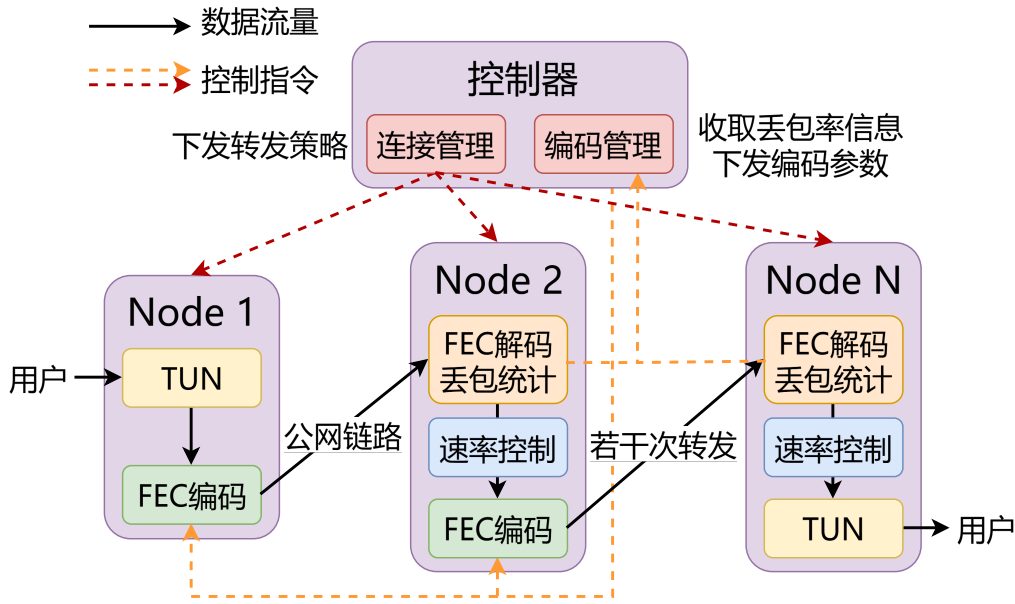 数据流量
控制指令
控制器
下发转发策略
连接管理
编码管理
收取丢包率信息
下发编码参数
Node 1
Node 2
Node N
用户
TUN
FEC编码
公网链路
FEC解码
丢包统计
速率控制
FEC编码
若干次转发
FEC解码
丢包统计
速率控制
TUN
用户